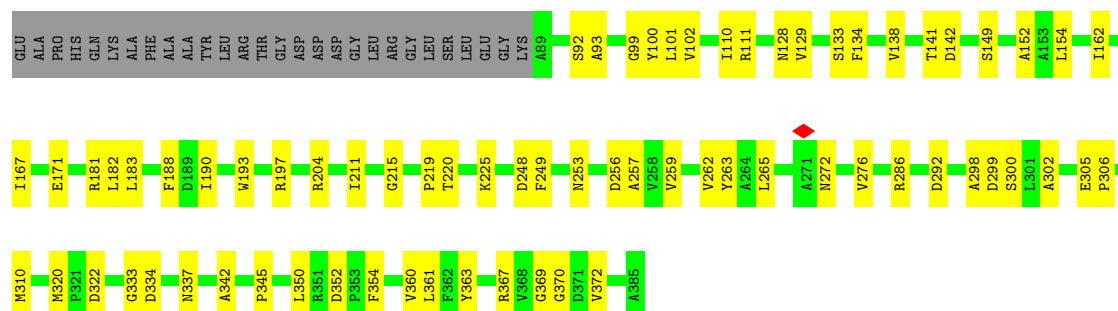 GLU ALA PRO HIS GLN LYS ALA PHE ALA ALA TYR LEU ARG THR GLY ASP ASP ASP GLY LEU ARG GLY LEU SER LEU GLU GLY LYS A89 S92 A93 G99 Y100 L101 V102 I110 R111 N128 V129 S133 F134 V138 T141 D142 S149 A152 A153 L154 I162
I167 E171 R181 L182 L183 F188 D189 I190 W193 R197 R204 I211 G215 P219 T220 K225 D248 F249 N253 D256 A257 V258 V259 V262 Y263 A264 L265 A271 N272 V276 R286 D292 A298 D299 S300 L301 A302 E305 P306
M310 M320 P321 D322 G333 D334 N337 A342 P345 L350 R351 D352 P353 F354 V360 L361 F362 Y363 R367 V368 G369 G370 D371 V372 A385